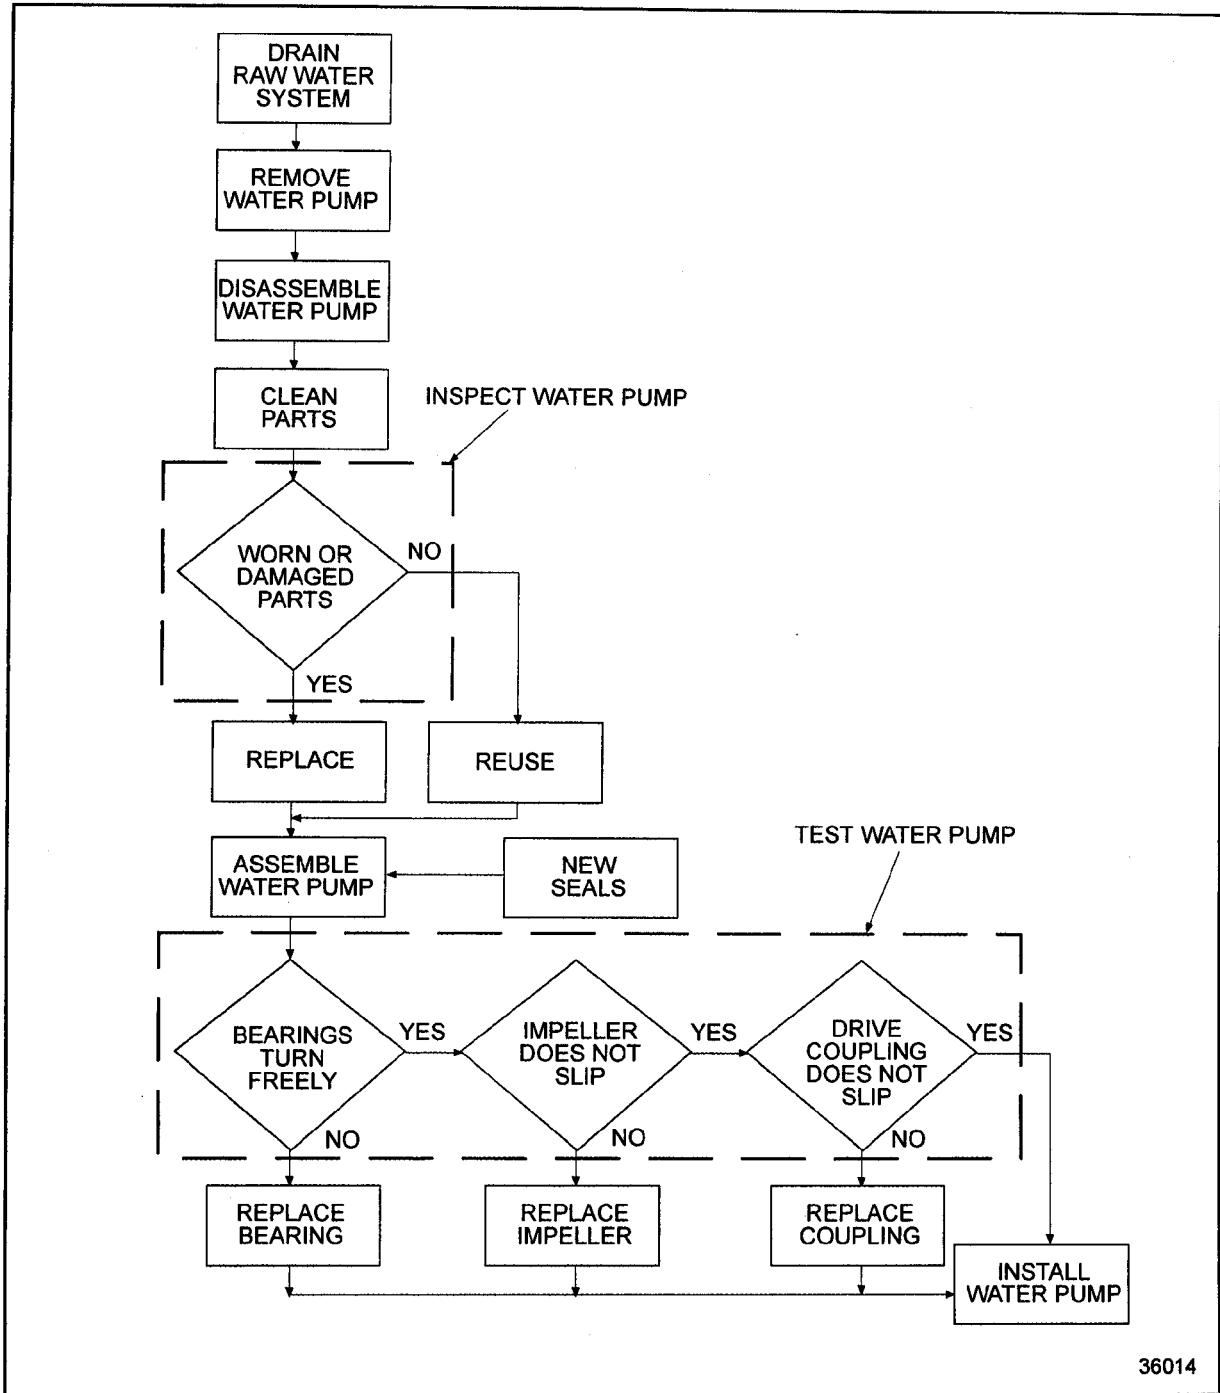 DRAIN
RAW WATER
SYSTEM
REMOVE
WATER PUMP
DISASSEMBLE
WATER PUMP
CLEAN
PARTS
INSPECT WATER PUMP
WORN OR
DAMAGED
PARTS
NO
YES
REPLACE
REUSE
TEST WATER PUMP
ASSEMBLE
WATER PUMP
NEW
SEALS
BEARINGS
TURN
FREELY
YES
IMPELLER
DOES NOT
SLIP
YES
DRIVE
COUPLING
DOES NOT
SLIP
YES
NO
NO
NO
REPLACE
BEARING
REPLACE
IMPELLER
REPLACE
COUPLING
INSTALL
WATER PUMP
36014